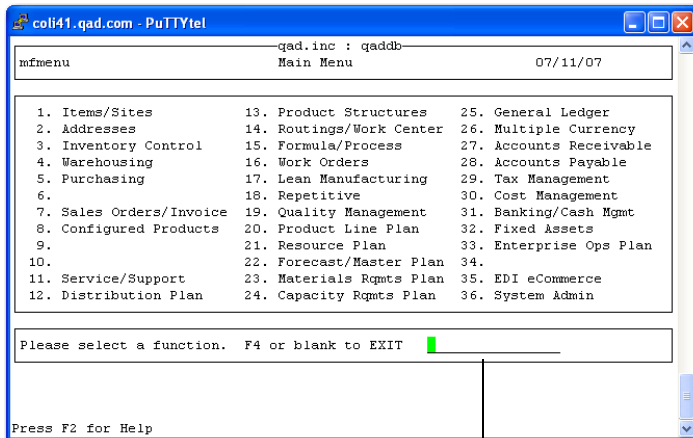 coli41.qad.com - PuTTYtel
qad.inc : qaddb
mfmenu Main Menu 07/11/07
1. Items/Sites 13. Product Structures 25. General Ledger
2. Addresses 14. Routings/Work Center 26. Multiple Currency
3. Inventory Control 15. Formula/Process 27. Accounts Receivable
4. Warehousing 16. Work Orders 28. Accounts Payable
5. Purchasing 17. Lean Manufacturing 29. Tax Management
6. 18. Repetitive 30. Cost Management
7. Sales Orders/Invoice 19. Quality Management 31. Banking/Cash Mgmt
8. Configured Products 20. Product Line Plan 32. Fixed Assets
9. 21. Resource Plan 33. Enterprise Ops Plan
10. 22. Forecast/Master Plan 34.
11. Service/Support 23. Materials Rqmts Plan 35. EDI eCommerce
12. Distribution Plan 24. Capacity Rqmts Plan 36. System Admin
Please select a function. F4 or blank to EXIT
Press F2 for Help